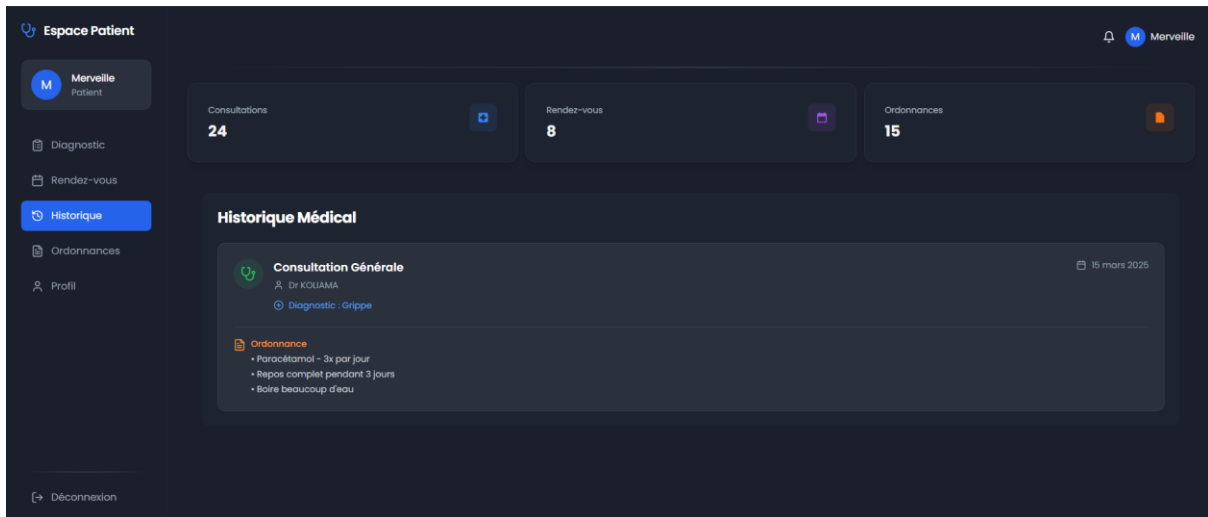 Espace Patient
M
Merveille
M
Merveille
Patient
Diagnostic
Rendez-vous
Historique
Ordonnances
Profil
Déconnexion
Consultations
24
Rendez-vous
8
Ordonnances
15
Historique Médical
Consultation Générale
15 mars 2025
Dr KOUAMA
Diagnostic : Grippe
Ordonnance
• Paracétamol - 3x par jour
• Repos complet pendant 3 jours
• Boire beaucoup d'eau